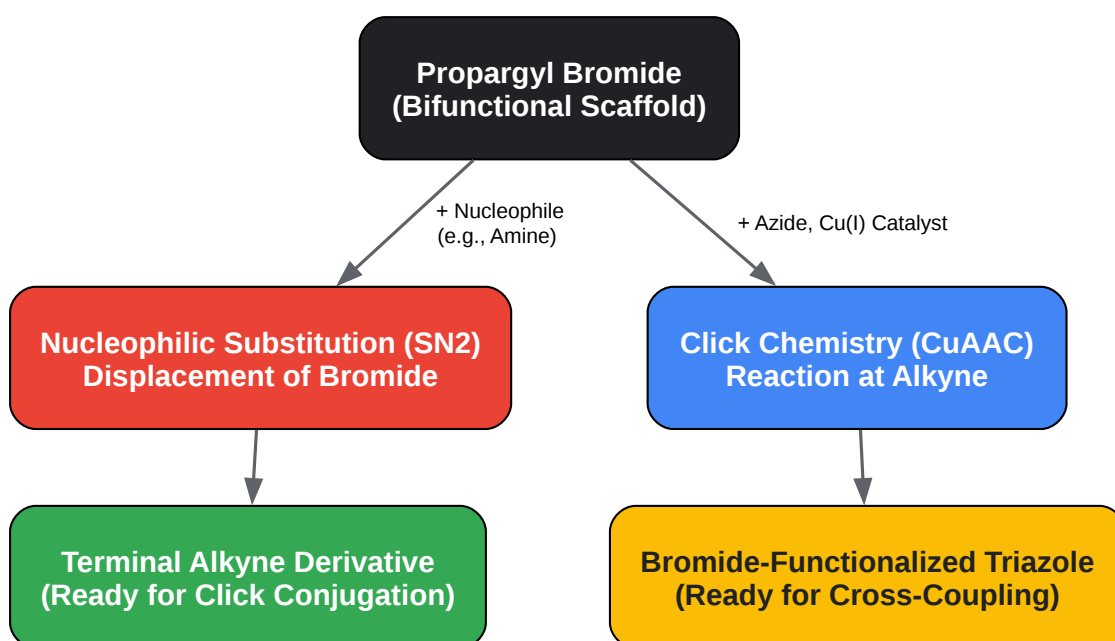 Propargyl Bromide
(Bifunctional Scaffold)
+ Nucleophile
(e.g., Amine)
+ Azide, Cu(I) Catalyst
Nucleophilic Substitution (SN2)
Displacement of Bromide
Click Chemistry (CuAAC)
Reaction at Alkyne
Terminal Alkyne Derivative
(Ready for Click Conjugation)
Bromide-Functionalized Triazole
(Ready for Cross-Coupling)